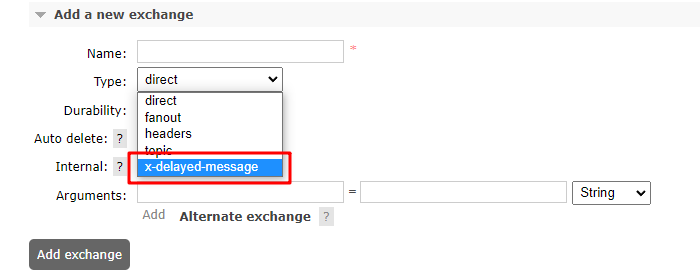 Add a new exchange
Name: *
Type: direct
direct
fanout
Durability:
headers
Auto delete: ?
topic
Internal: ? x-delayed-message
Arguments: = String
Add Alternate exchange ?
Add exchange